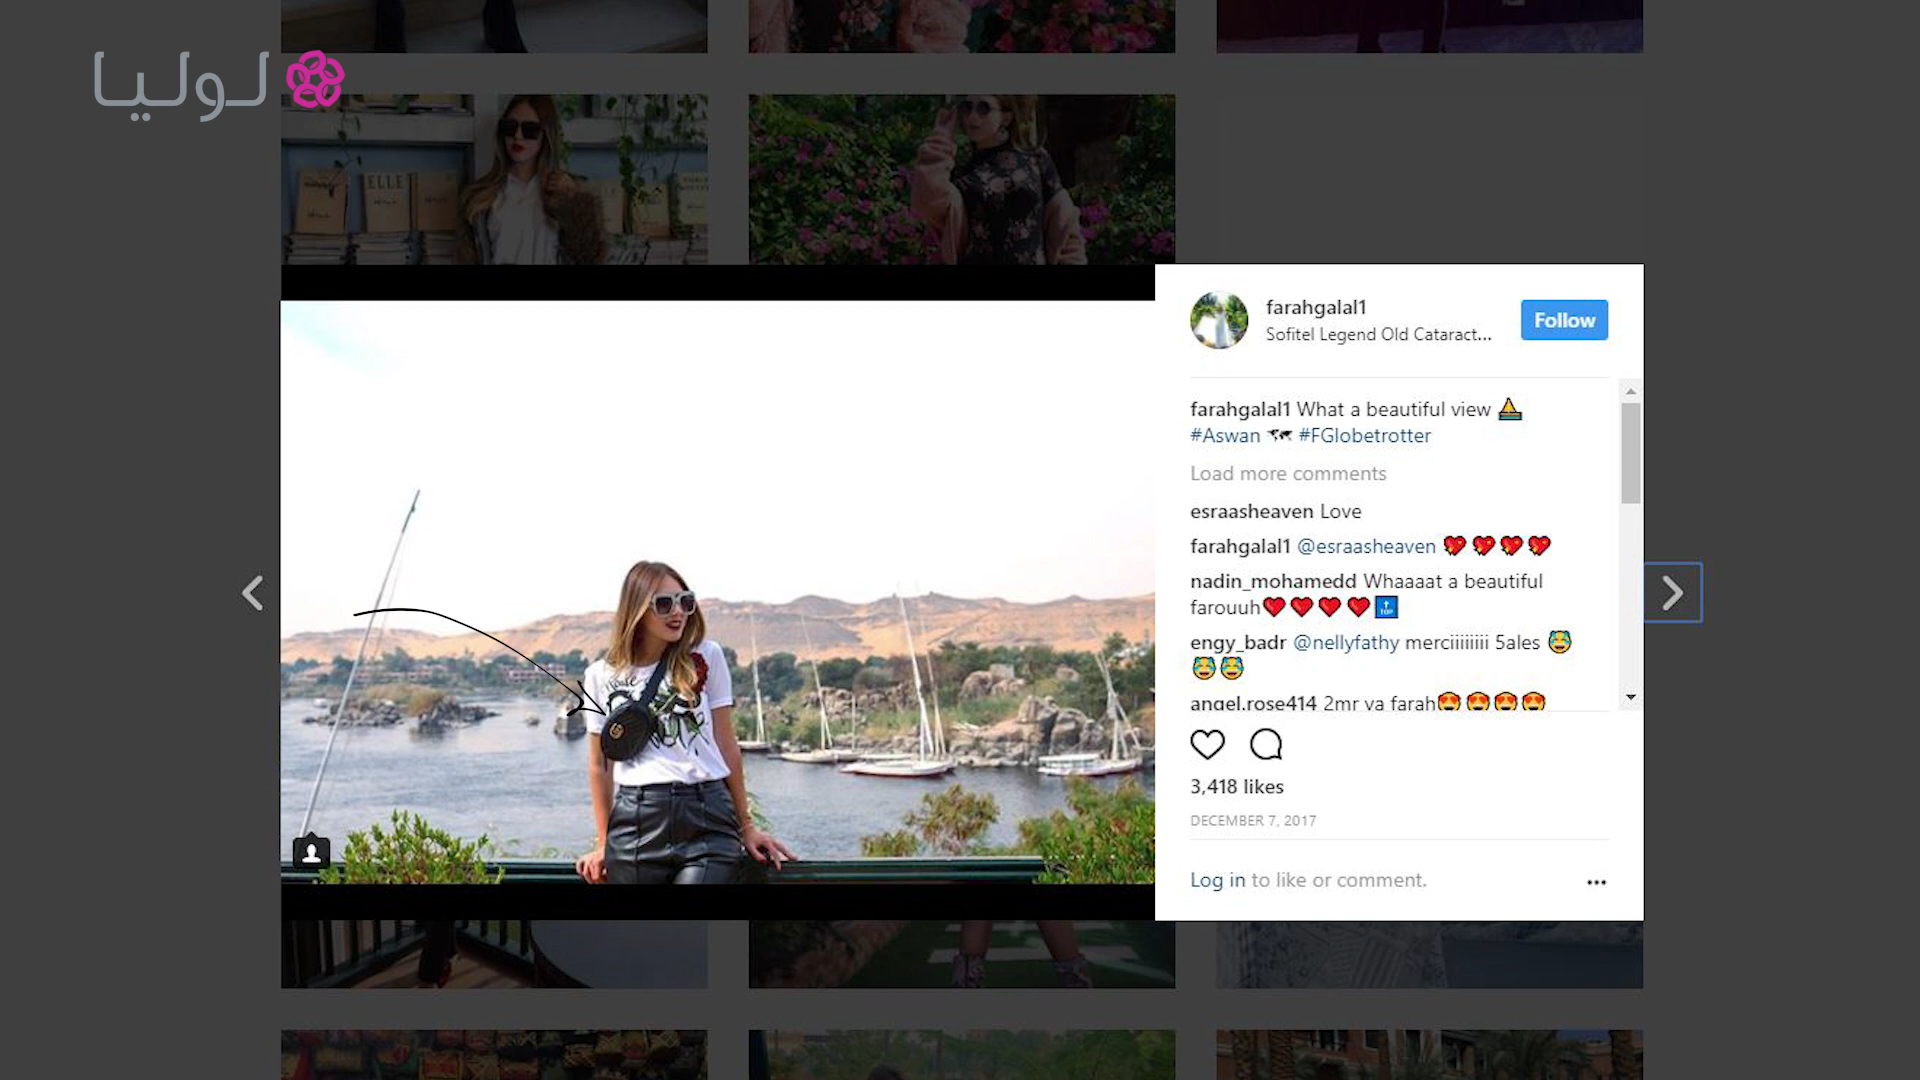 لوليا
ELLE
farahgalal1
Sofitel Legend Old Cataract...
Follow
farahgalal1 What a beautiful view ⛵
#Aswan 🗺 #FGlobetrotter
Load more comments
esraasheaven Love
farahgalal1 @esraasheaven 💖💖💖💖
nadin_mohamedd Whaaaat a beautiful
farouuh❤❤❤❤🔝
engy_badr @nellyfathy merciiiiiiii 5ales 😂
😂😂
angel.rose414 2mr ya farah😍😍😍😍
3,418 likes
DECEMBER 7, 2017
Log in to like or comment.